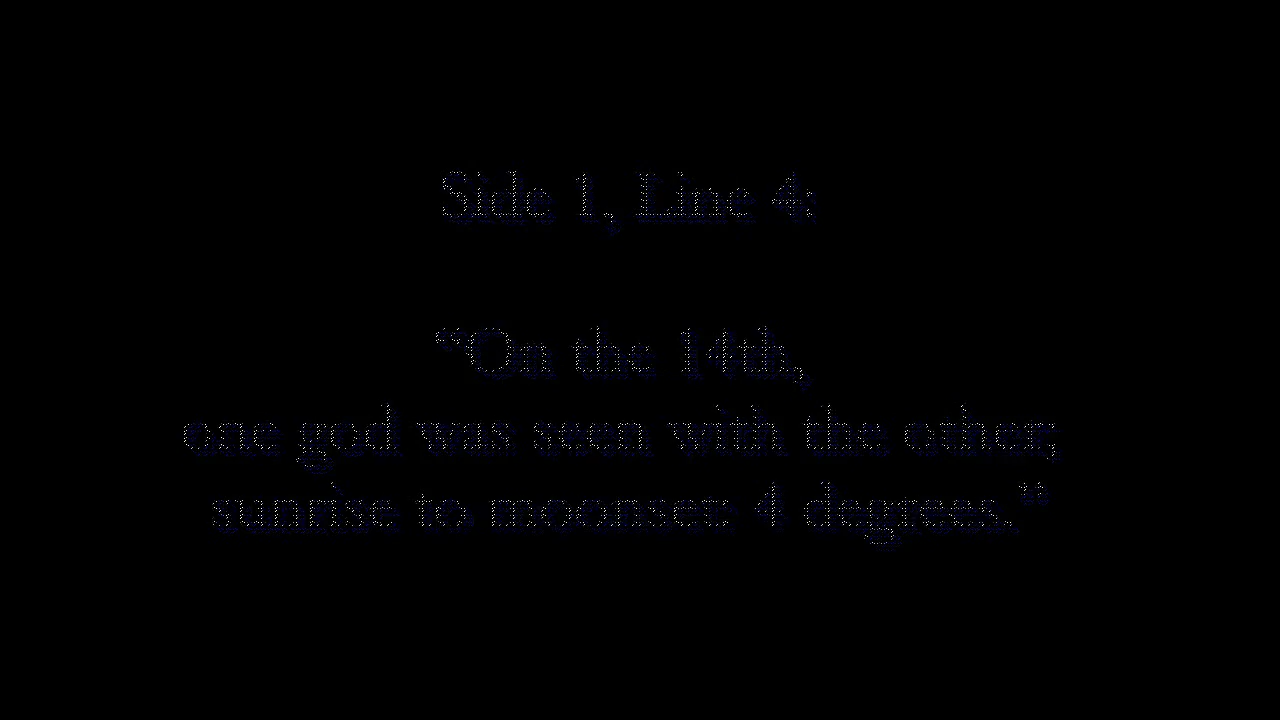 Side 1, Line 4:
“On the 14th,
one god was seen with the other,
sunrise to moonset: 4 degrees.”